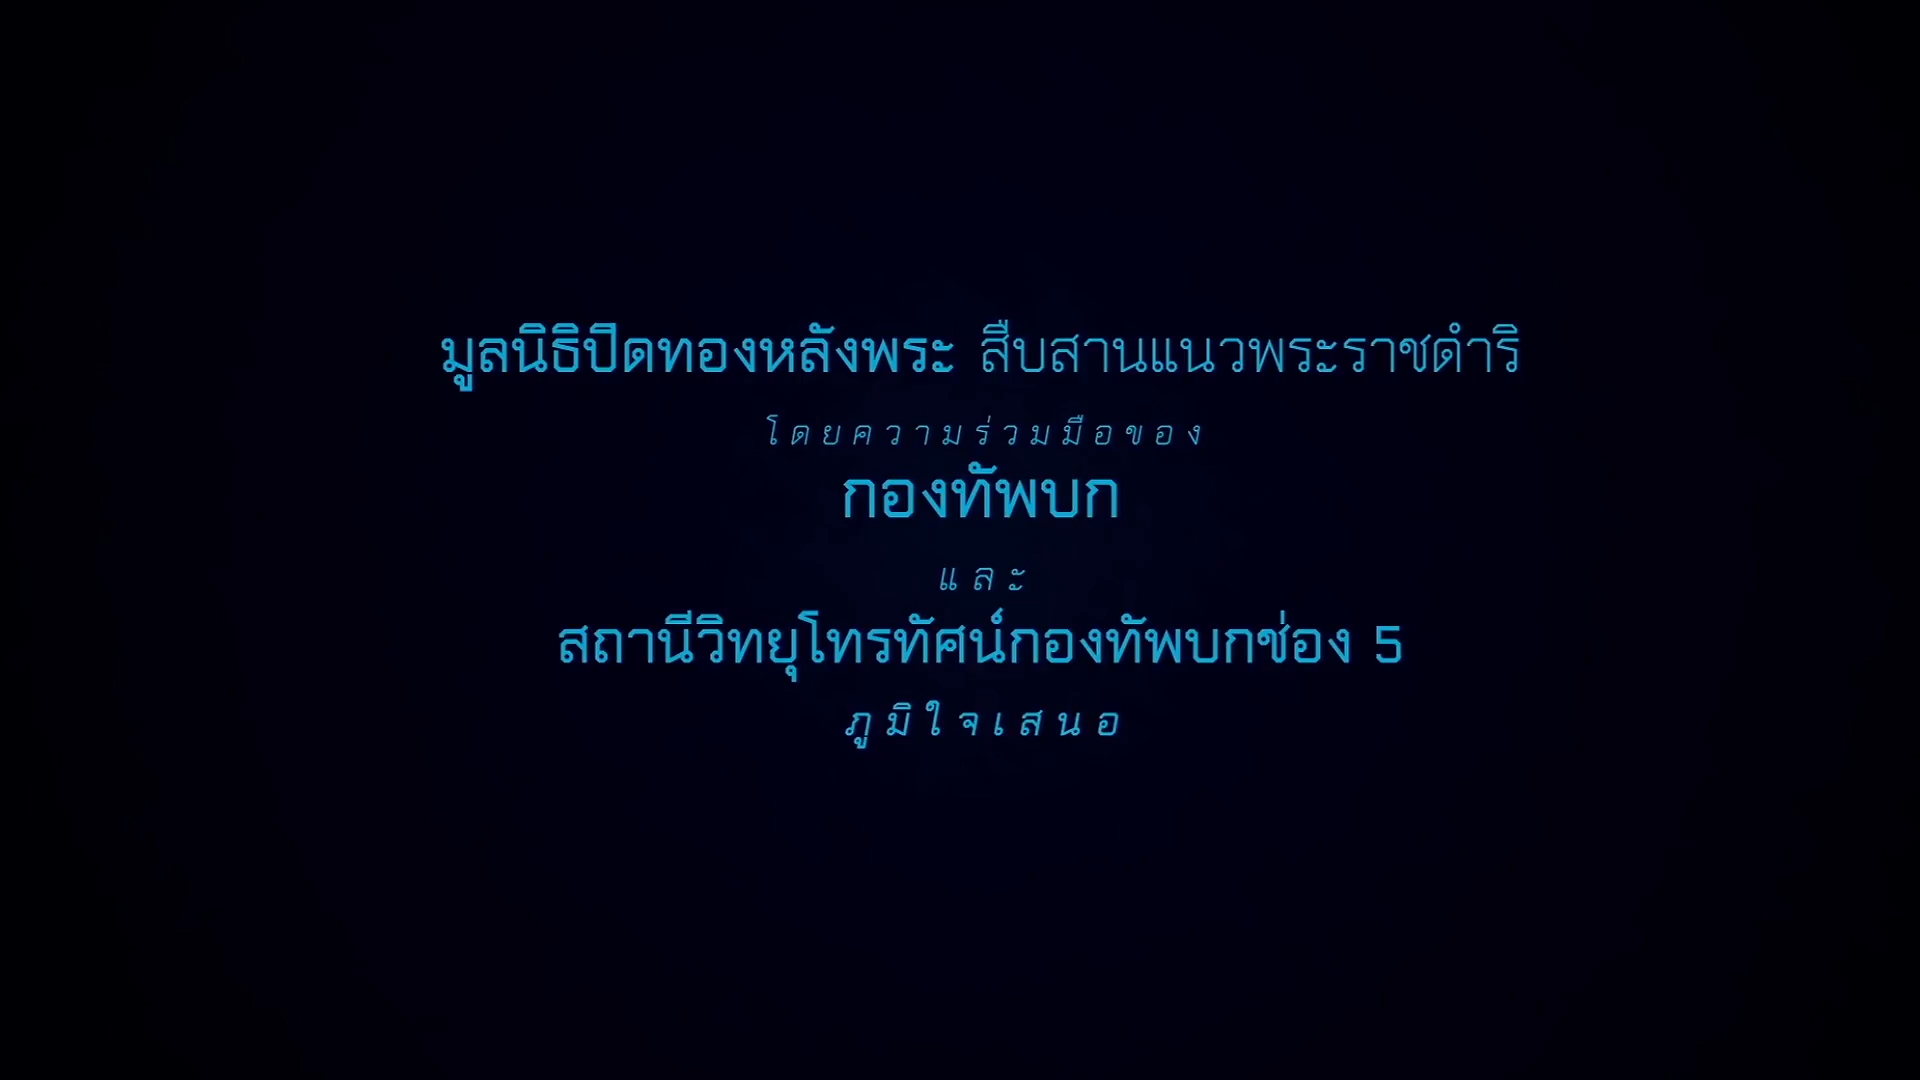 มูลนิธิปิดทองหลังพระ สืบสานแนวพระราชดำริ
โดยความร่วมมือของ
กองทัพบก
และ
สถานีวิทยุโทรทัศน์กองทัพบกช่อง 5
ภูมิใจเสนอ